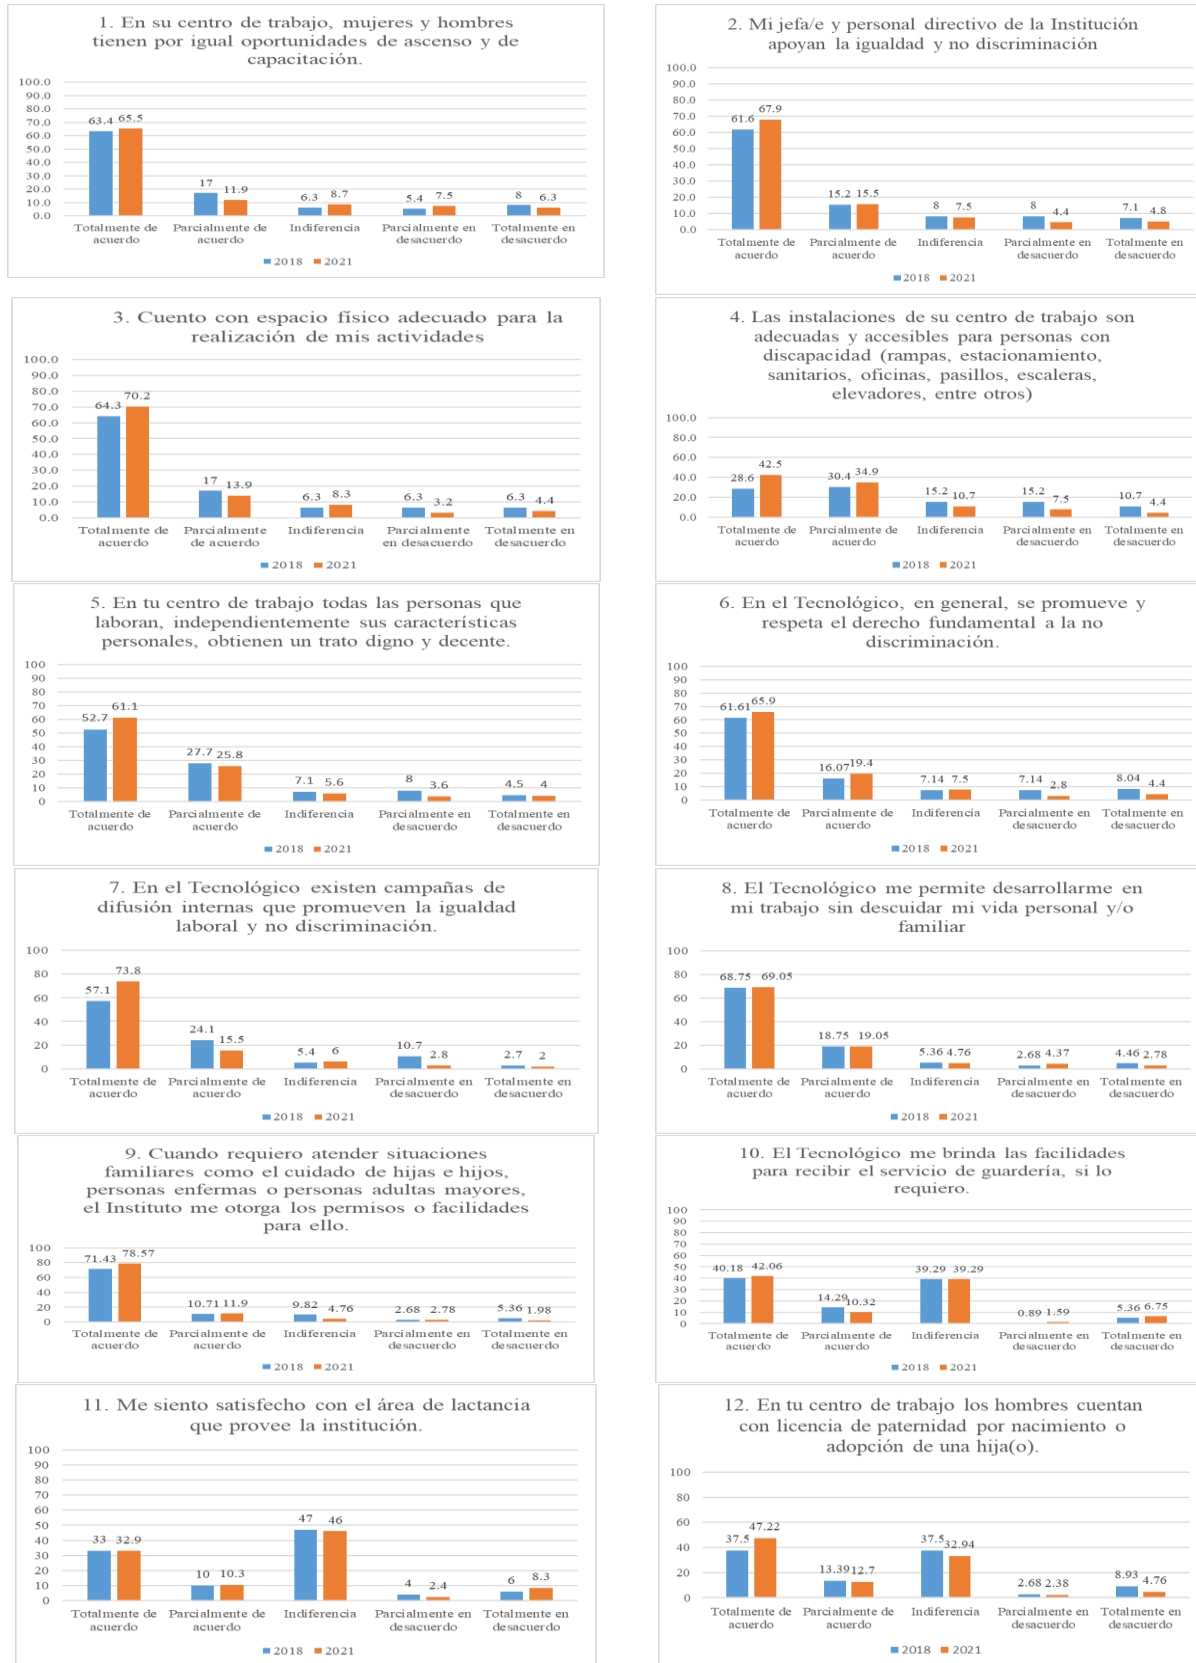 1. En su centro de trabajo, mujeres y hombres
tienen por igual oportunidades de ascenso y de
capacitación.
100.0
90.0
80.0
70.0
60.0
50.0
40.0
30.0
20.0
10.0
0.0
63.4 65.5
17 11.9
6.3 8.7
5.4 7.5
8 6.3
Totalmente de acuerdo
Parcialmente de acuerdo
Indiferencia
Parcialmente en desacuerdo
Totalmente en desacuerdo
2018 2021
2. Mi jefa/e y personal directivo de la Institución
apoyan la igualdad y no discriminación
100.0
90.0
80.0
70.0
60.0
50.0
40.0
30.0
20.0
10.0
0.0
61.6 67.9
15.2 15.5
8 7.5
8 4.4
7.1 4.8
Totalmente de acuerdo
Parcialmente de acuerdo
Indiferencia
Parcialmente en desacuerdo
Totalmente en desacuerdo
2018 2021
3. Cuento con espacio físico adecuado para la
realización de mis actividades
100.0
90.0
80.0
70.0
60.0
50.0
40.0
30.0
20.0
10.0
0.0
64.3 70.2
17 13.9
6.3 8.3
6.3 3.2
6.3 4.4
Totalmente de acuerdo
Parcialmente de acuerdo
Indiferencia
Parcialmente en desacuerdo
Totalmente en desacuerdo
2018 2021
4. Las instalaciones de su centro de trabajo son
adecuadas y accesibles para personas con
discapacidad (rampas, estacionamiento,
sanitarios, oficinas, pasillos, escaleras,
elevadores, entre otros)
100.0
80.0
60.0
40.0
20.0
0.0
28.6 42.5
30.4 34.9
15.2 10.7
15.2 7.5
10.7 4.4
Totalmente de acuerdo
Parcialmente de acuerdo
Indiferencia
Parcialmente en desacuerdo
Totalmente en desacuerdo
2018 2021
5. En tu centro de trabajo todas las personas que
laboran, independientemente sus características
personales, obtienen un trato digno y decente.
100
90
80
70
60
50
40
30
20
10
0
52.7 61.1
27.7 25.8
7.1 5.6
8 3.6
4.5 4
Totalmente de acuerdo
Parcialmente de acuerdo
Indiferencia
Parcialmente en desacuerdo
Totalmente en desacuerdo
2018 2021
6. En el Tecnológico, en general, se promueve y
respeta el derecho fundamental a la no
discriminación.
100
90
80
70
60
50
40
30
20
10
0
61.61 65.9
16.07 19.4
7.14 7.5
7.14 2.8
8.04 4.4
Totalmente de acuerdo
Parcialmente de acuerdo
Indiferencia
Parcialmente en desacuerdo
Totalmente en desacuerdo
2018 2021
7. En el Tecnológico existen campañas de
difusión internas que promueven la igualdad
laboral y no discriminación.
100
80
60
40
20
0
57.1 73.8
24.1 15.5
5.4 6
10.7 2.8
2.7 2
Totalmente de acuerdo
Parcialmente de acuerdo
Indiferencia
Parcialmente en desacuerdo
Totalmente en desacuerdo
2018 2021
8. El Tecnológico me permite desarrollarme en
mi trabajo sin descuidar mi vida personal y/o
familiar
100
80
60
40
20
0
68.75 69.05
18.75 19.05
5.36 4.76
2.68 4.37
4.46 2.78
Totalmente de acuerdo
Parcialmente de acuerdo
Indiferencia
Parcialmente en desacuerdo
Totalmente en desacuerdo
2018 2021
9. Cuando requiero atender situaciones
familiares como el cuidado de hijas e hijos,
personas enfermas o personas adultas mayores,
el Instituto me otorga los permisos o facilidades
para ello.
100
80
60
40
20
0
71.43 78.57
10.71 11.9
9.82 4.76
2.68 2.78
5.36 1.98
Totalmente de acuerdo
Parcialmente de acuerdo
Indiferencia
Parcialmente en desacuerdo
Totalmente en desacuerdo
2018 2021
10. El Tecnológico me brinda las facilidades
para recibir el servicio de guardería, si lo
requiero.
100
90
80
70
60
50
40
30
20
10
0
40.18 42.06
14.29 10.32
39.29 39.29
0.89 1.59
5.36 6.75
Totalmente de acuerdo
Parcialmente de acuerdo
Indiferencia
Parcialmente en desacuerdo
Totalmente en desacuerdo
2018 2021
11. Me siento satisfecho con el área de lactancia
que provee la institución.
100
90
80
70
60
50
40
30
20
10
0
33 32.9
10 10.3
47 46
4 2.4
6 8.3
Totalmente de acuerdo
Parcialmente de acuerdo
Indiferencia
Parcialmente en desacuerdo
Totalmente en desacuerdo
2018 2021
12. En tu centro de trabajo los hombres cuentan
con licencia de paternidad por nacimiento o
adopción de una hija(o).
100
80
60
40
20
0
37.5 47.22
13.39 12.7
37.5 32.94
2.68 2.38
8.93 4.76
Totalmente de acuerdo
Parcialmente de acuerdo
Indiferencia
Parcialmente en desacuerdo
Totalmente en desacuerdo
2018 2021